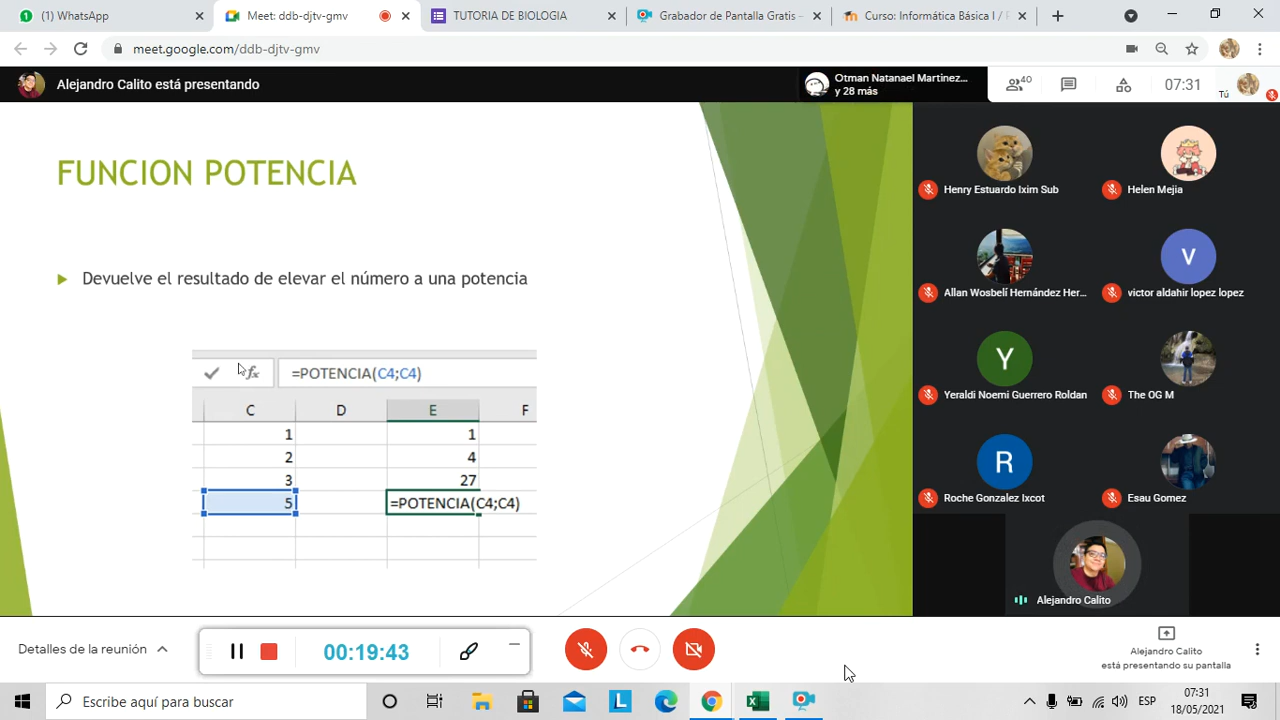 (1) WhatsApp
Meet: ddb-djtv-gmv
TUTORIA DE BIOLOGIA
Grabador de Pantalla Gratis –
Curso: Informática Básica I / P
meet.google.com/ddb-djtv-gmv
Alejandro Calito está presentando
Otman Natanael Martinez...
y 28 más
40
07:31
Tú
FUNCION POTENCIA
Devuelve el resultado de elevar el número a una potencia
fx
=POTENCIA(C4;C4)
C D E F
1 1
2 4
3 27
5 =POTENCIA(C4;C4)
Henry Estuardo Ixim Sub
Helen Mejia
Allan Wosbelí Hernández Her...
V
victor aldahir lopez lopez
Y
Yeraldi Noemi Guerrero Roldan
The OG M
R
Roche Gonzalez Ixcot
Esau Gomez
Alejandro Calito
Detalles de la reunión
00:19:43
Alejandro Calito
está presentando su pantalla
Escribe aquí para buscar
L
ESP
07:31
18/05/2021